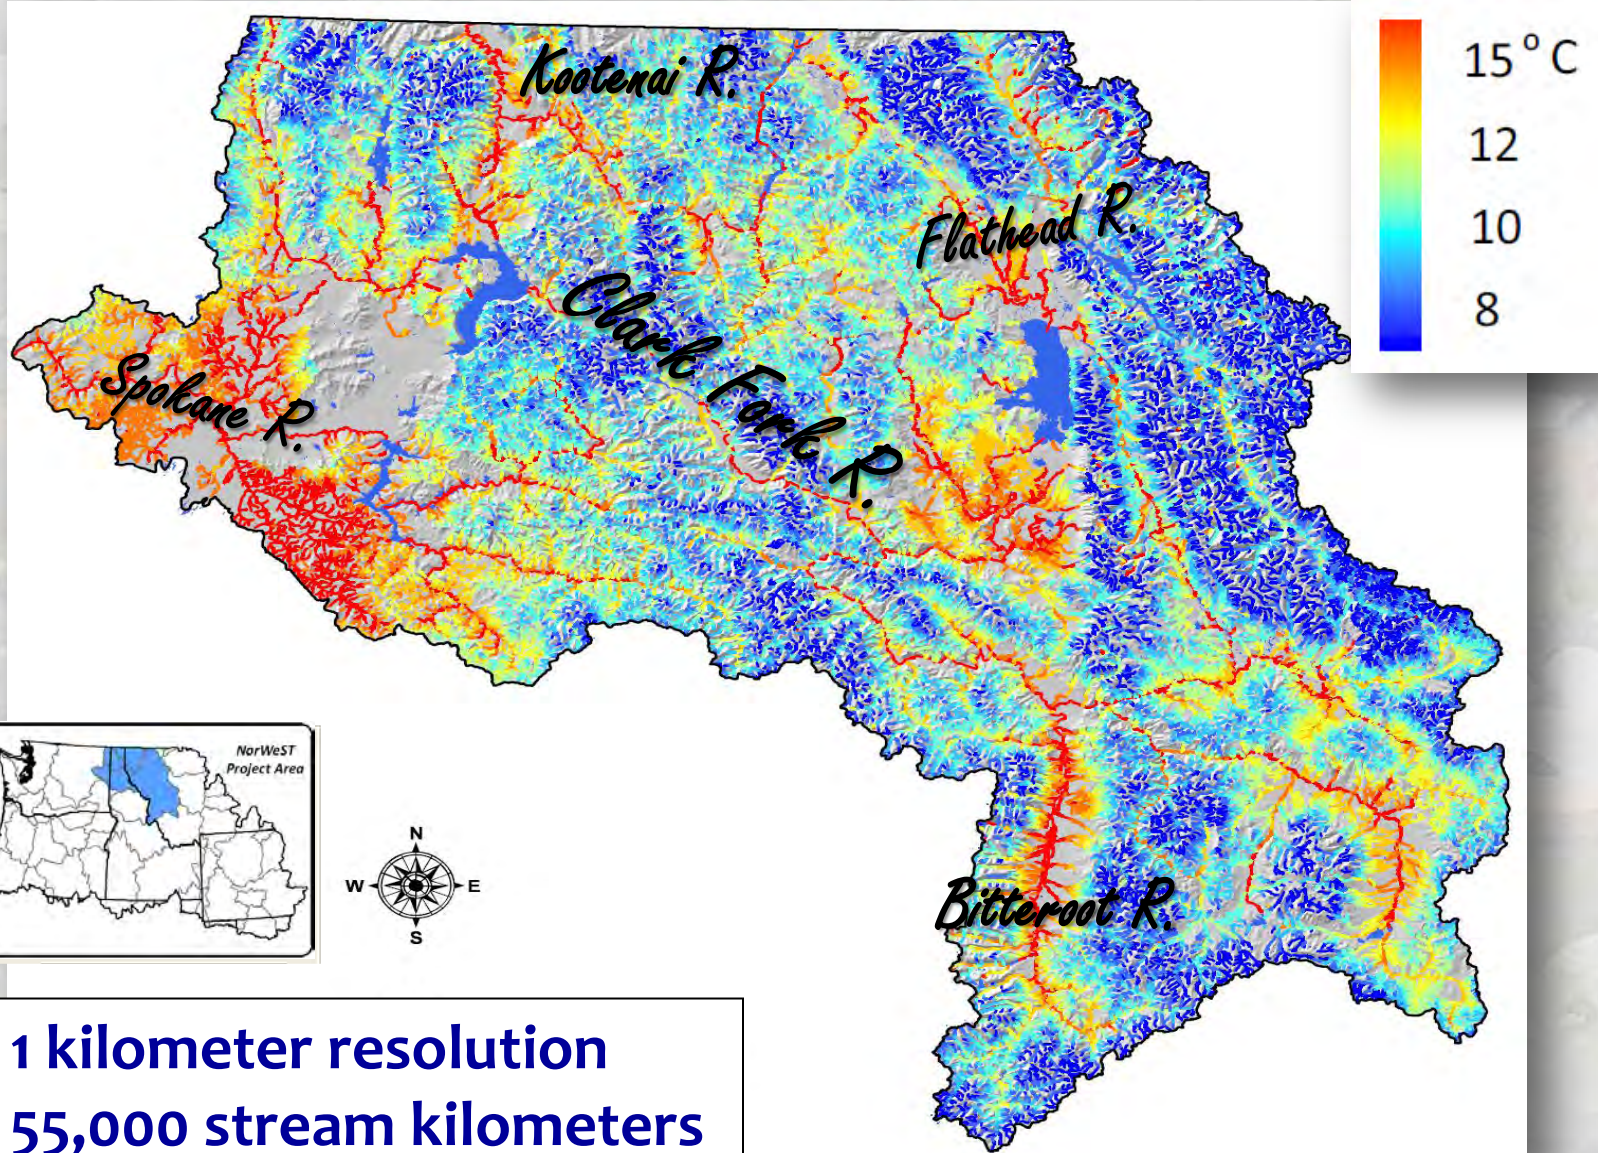 Kootenai R.
15 ° C
12
10
8
Flathead R.
Clark Fork R.
Spokane R.
Bitteroot R.
NorWeST
Project Area
N
W
E
S
1 kilometer resolution
55,000 stream kilometers